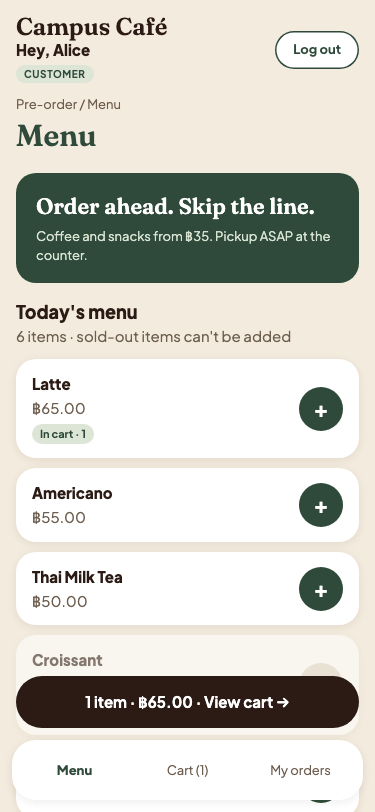 Campus Café
Hey, Alice
CUSTOMER
Log out
Pre-order / Menu
Menu
Order ahead. Skip the line.
Coffee and snacks from ฿35. Pickup ASAP at the
counter.
Today's menu
6 items · sold-out items can't be added
Latte
฿65.00
In cart · 1
+
Americano
฿55.00
+
Thai Milk Tea
฿50.00
+
Croissant
1 item · ฿65.00 · View cart →
Menu
Cart (1)
My orders